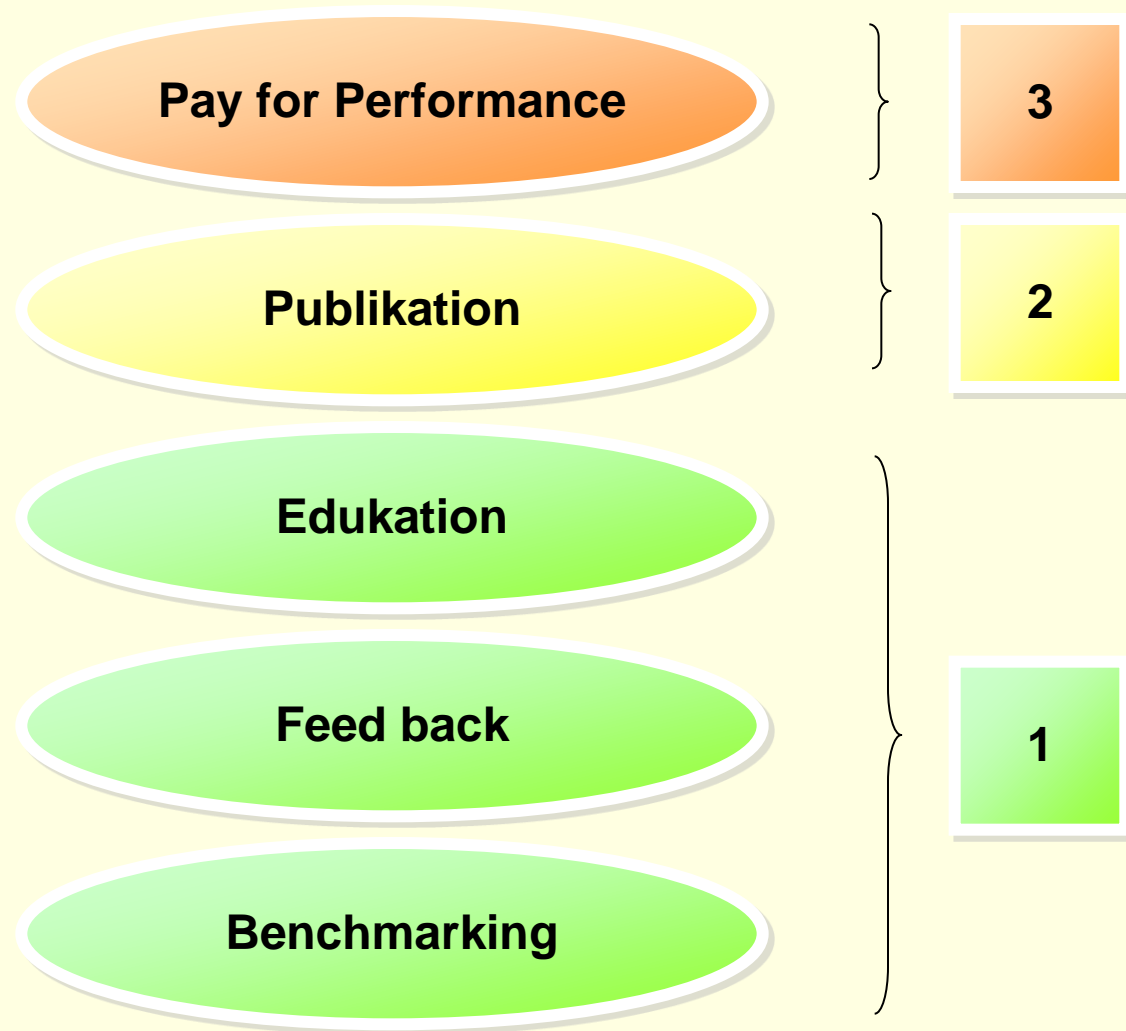 Pay for Performance
3
Publikation
2
Edukation
Feed back
1
Benchmarking